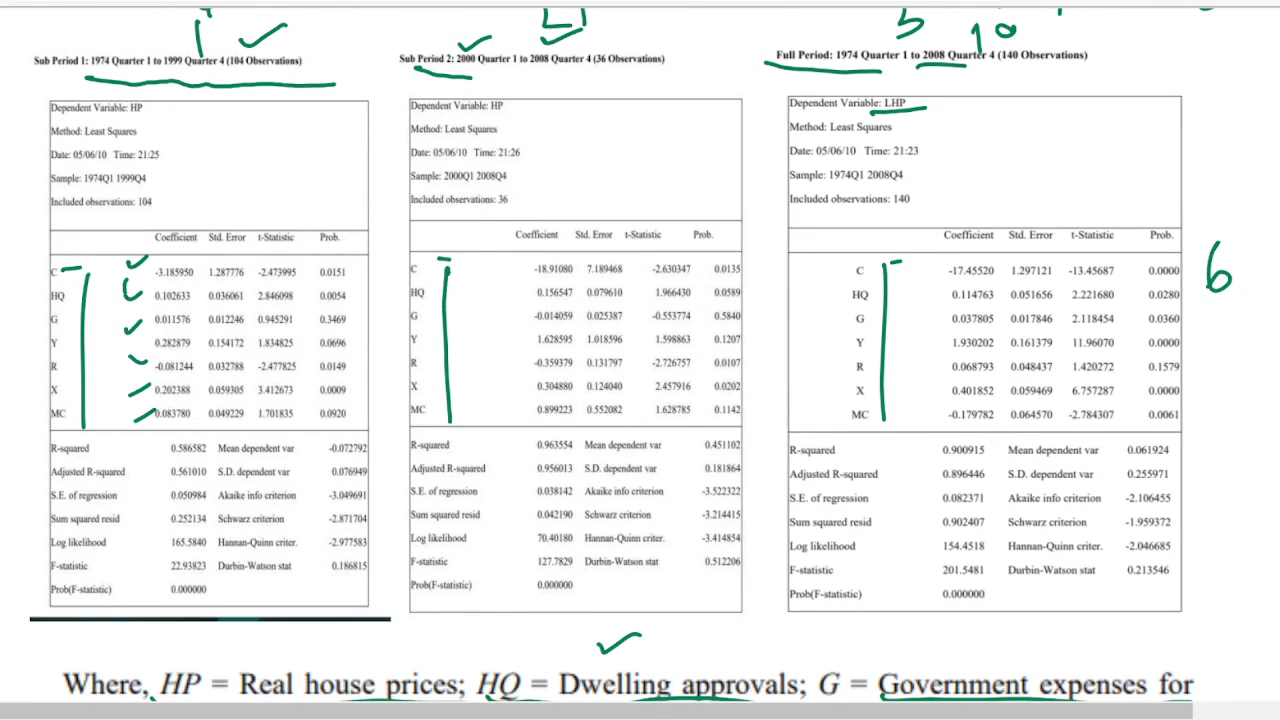 5 10
Sub Period 1: 1974 Quarter 1 to 1999 Quarter 4 (104 Observations)
Dependent Variable: HP
Method: Least Squares
Date: 05/06/10 Time: 21:25
Sample: 1974Q1 1999Q4
Included observations: 104
Coefficient Std. Error t-Statistic Prob.
C -3.185950 1.287776 -2.473995 0.0151
HQ 0.102633 0.036061 2.846098 0.0054
G 0.011576 0.012246 0.945291 0.3469
Y 0.282879 0.154172 1.834825 0.0696
R -0.081244 0.032788 -2.477825 0.0149
X 0.202388 0.059305 3.412673 0.0009
MC 0.083780 0.049229 1.701835 0.0920
R-squared 0.586582 Mean dependent var -0.072792
Adjusted R-squared 0.561010 S.D. dependent var 0.076949
S.E. of regression 0.050984 Akaike info criterion -3.049691
Sum squared resid 0.252134 Schwarz criterion -2.871704
Log likelihood 165.5840 Hannan-Quinn criter. -2.977583
F-statistic 22.93823 Durbin-Watson stat 0.186815
Prob(F-statistic) 0.000000
Sub Period 2: 2000 Quarter 1 to 2008 Quarter 4 (36 Observations)
Dependent Variable: HP
Method: Least Squares
Date: 05/06/10 Time: 21:26
Sample: 2000Q1 2008Q4
Included observations: 36
Coefficient Std. Error t-Statistic Prob.
C -18.91080 7.189468 -2.630347 0.0135
HQ 0.156547 0.079610 1.966430 0.0589
G -0.014059 0.025387 -0.553774 0.5840
Y 1.628595 1.018596 1.598863 0.1207
R -0.359379 0.131797 -2.726757 0.0107
X 0.304880 0.124040 2.457916 0.0202
MC 0.899223 0.552082 1.628785 0.1142
R-squared 0.963554 Mean dependent var 0.451102
Adjusted R-squared 0.956013 S.D. dependent var 0.181864
S.E. of regression 0.038142 Akaike info criterion -3.522322
Sum squared resid 0.042190 Schwarz criterion -3.214415
Log likelihood 70.40180 Hannan-Quinn criter. -3.414854
F-statistic 127.7829 Durbin-Watson stat 0.512206
Prob(F-statistic) 0.000000
Full Period: 1974 Quarter 1 to 2008 Quarter 4 (140 Observations)
Dependent Variable: LHP
Method: Least Squares
Date: 05/06/10 Time: 21:23
Sample: 1974Q1 2008Q4
Included observations: 140
Coefficient Std. Error t-Statistic Prob.
C -17.45520 1.297121 -13.45687 0.0000
HQ 0.114763 0.051656 2.221680 0.0280
G 0.037805 0.017846 2.118454 0.0360
Y 1.930202 0.161379 11.96070 0.0000
R 0.068793 0.048437 1.420272 0.1579
X 0.401852 0.059469 6.757287 0.0000
MC -0.179782 0.064570 -2.784307 0.0061
R-squared 0.900915 Mean dependent var 0.061924
Adjusted R-squared 0.896446 S.D. dependent var 0.255971
S.E. of regression 0.082371 Akaike info criterion -2.106455
Sum squared resid 0.902407 Schwarz criterion -1.959372
Log likelihood 154.4518 Hannan-Quinn criter. -2.046685
F-statistic 201.5481 Durbin-Watson stat 0.213546
Prob(F-statistic) 0.000000
6
Where, HP = Real house prices; HQ = Dwelling approvals; G = Government expenses for